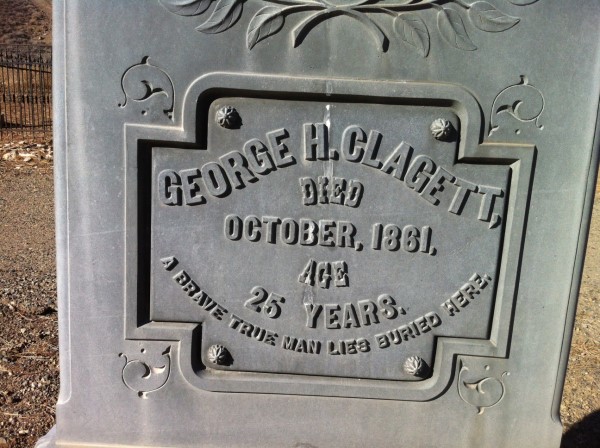 GEORGE H. CLAGETT,
DIED
OCTOBER, 1861,
AGE
25 YEARS.
A BRAVE TRUE MAN LIES BURIED HERE.